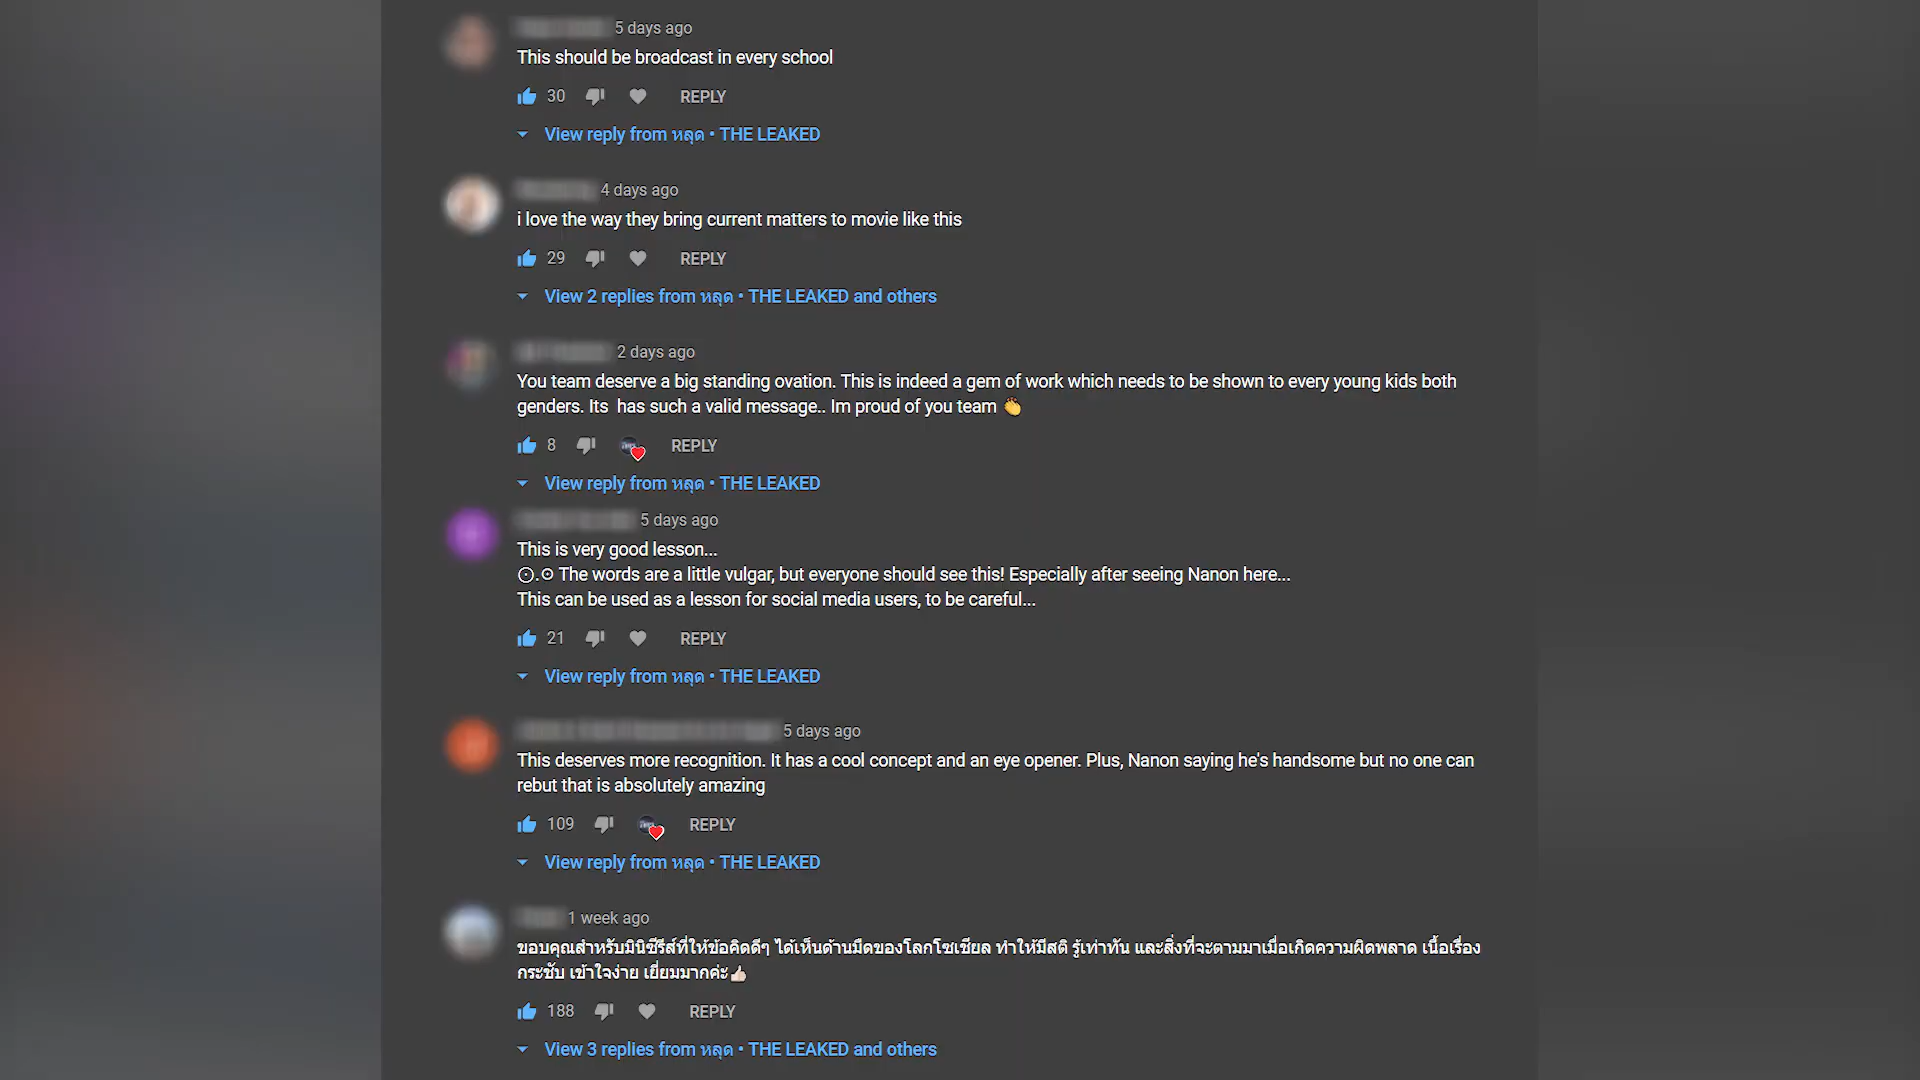 5 days ago
This should be broadcast in every school
30 REPLY
View reply from หลุด • THE LEAKED
4 days ago
i love the way they bring current matters to movie like this
29 REPLY
View 2 replies from หลุด • THE LEAKED and others
2 days ago
You team deserve a big standing ovation. This is indeed a gem of work which needs to be shown to every young kids both
genders. Its  has such a valid message.. Im proud of you team 👏
8 REPLY
View reply from หลุด • THE LEAKED
5 days ago
This is very good lesson...
⊙.⊙ The words are a little vulgar, but everyone should see this! Especially after seeing Nanon here...
This can be used as a lesson for social media users, to be careful...
21 REPLY
View reply from หลุด • THE LEAKED
5 days ago
This deserves more recognition. It has a cool concept and an eye opener. Plus, Nanon saying he's handsome but no one can
rebut that is absolutely amazing
109 REPLY
View reply from หลุด • THE LEAKED
1 week ago
ขอบคุณสำหรับมินิซีรีส์ที่ให้ข้อคิดดีๆ ได้เห็นด้านมืดของโลกโซเชียล ทำให้มีสติ รู้เท่าทัน และสิ่งที่จะตามมาเมื่อเกิดความผิดพลาด เนื้อเรื่อง
กระชับ เข้าใจง่าย เยี่ยมมากค่ะ👍🏻
188 REPLY
View 3 replies from หลุด • THE LEAKED and others